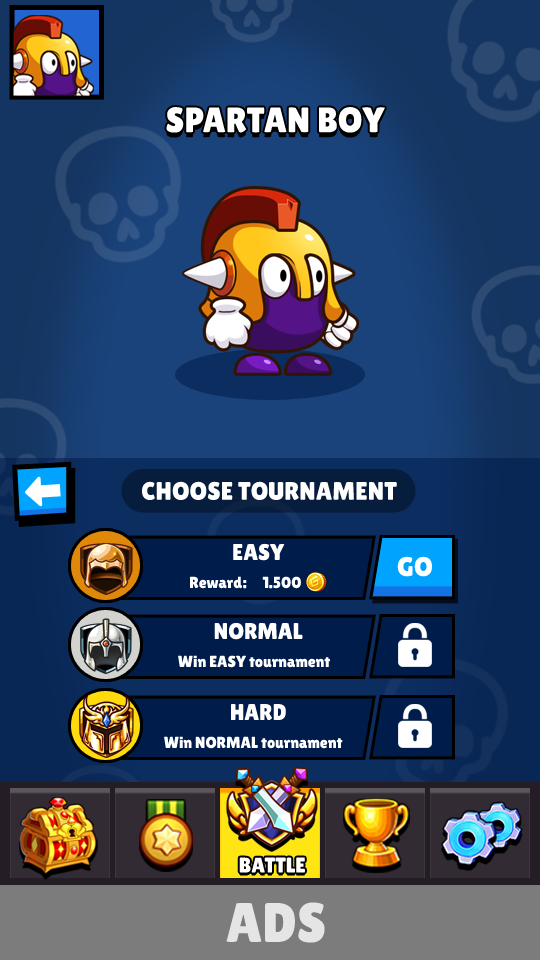 SPARTAN BOY
CHOOSE TOURNAMENT
EASY
Reward: 1.500
GO
NORMAL
Win EASY tournament
HARD
Win NORMAL tournament
BATTLE
ADS